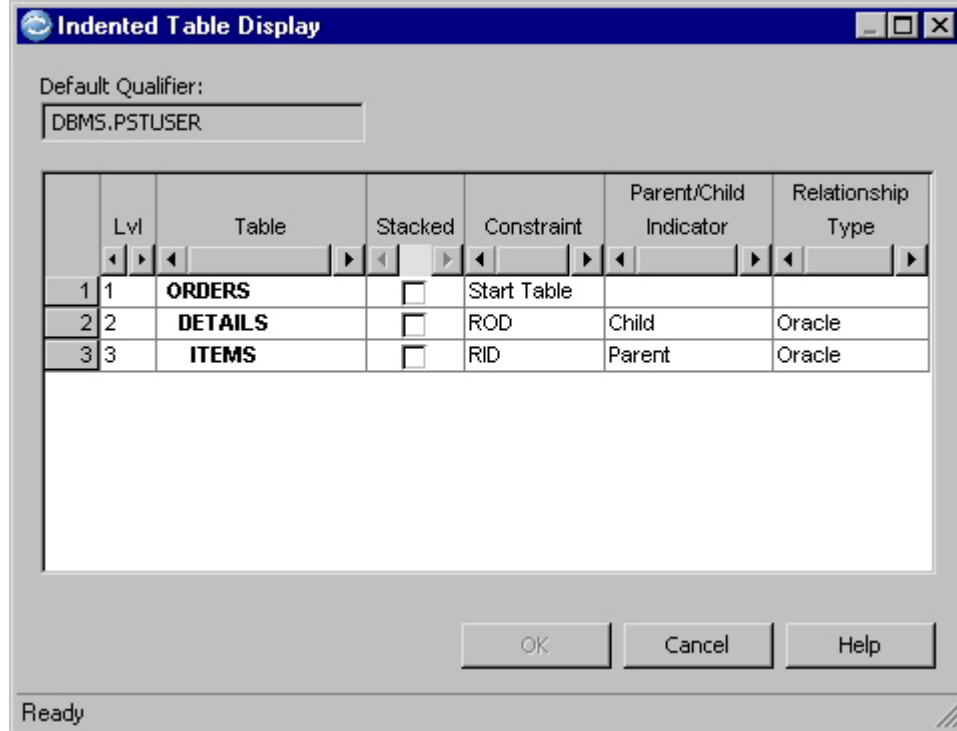 Indented Table Display
Default Qualifier:
DBMS.PSTUSER
Lvl Table Stacked Constraint Parent/Child Indicator Relationship Type
1 1 ORDERS Start Table
2 2 DETAILS ROD Child Oracle
3 3 ITEMS RID Parent Oracle
OK Cancel Help
Ready